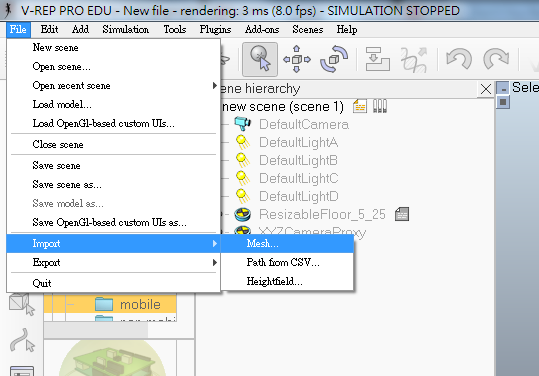 V-REP PRO EDU - New file - rendering: 3 ms (8.0 fps) - SIMULATION STOPPED
File Edit Add Simulation Tools Plugins Add-ons Scenes Help
New scene
Open scene...
Open recent scene
Load model...
Load OpenGl-based custom UIs...
Close scene
Save scene
Save scene as...
Save model as...
Save OpenGl-based custom UIs as...
Import
Export
Quit
Mesh...
Path from CSV...
Heightfield...
ene hierarchy
new scene (scene 1)
DefaultCamera
DefaultLightA
DefaultLightB
DefaultLightC
DefaultLightD
ResizableFloor_5_25
XYZCameraProxy
Sele
mobile